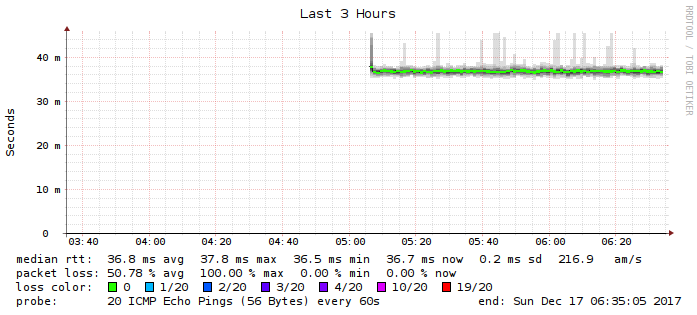 Last 3 Hours
RRDTOOL / TOBI OETIKER
Seconds
40 m
30 m
20 m
10 m
0
03:40 04:00 04:20 04:40 05:00 05:20 05:40 06:00 06:20
median rtt: 36.8 ms avg 37.8 ms max 36.5 ms min 36.7 ms now 0.2 ms sd 216.9 am/s
packet loss: 50.78 % avg 100.00 % max 0.00 % min 0.00 % now
loss color: 0 1/20 2/20 3/20 4/20 10/20 19/20
probe: 20 ICMP Echo Pings (56 Bytes) every 60s end: Sun Dec 17 06:35:05 2017